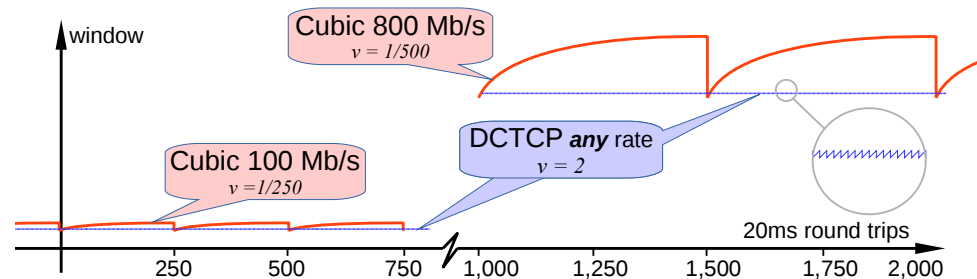 window
Cubic 800 Mb/s
v = 1/500
DCTCP any rate
v = 2
Cubic 100 Mb/s
v =1/250
20ms round trips
250 500 750 1,000 1,250 1,500 1,750 2,000